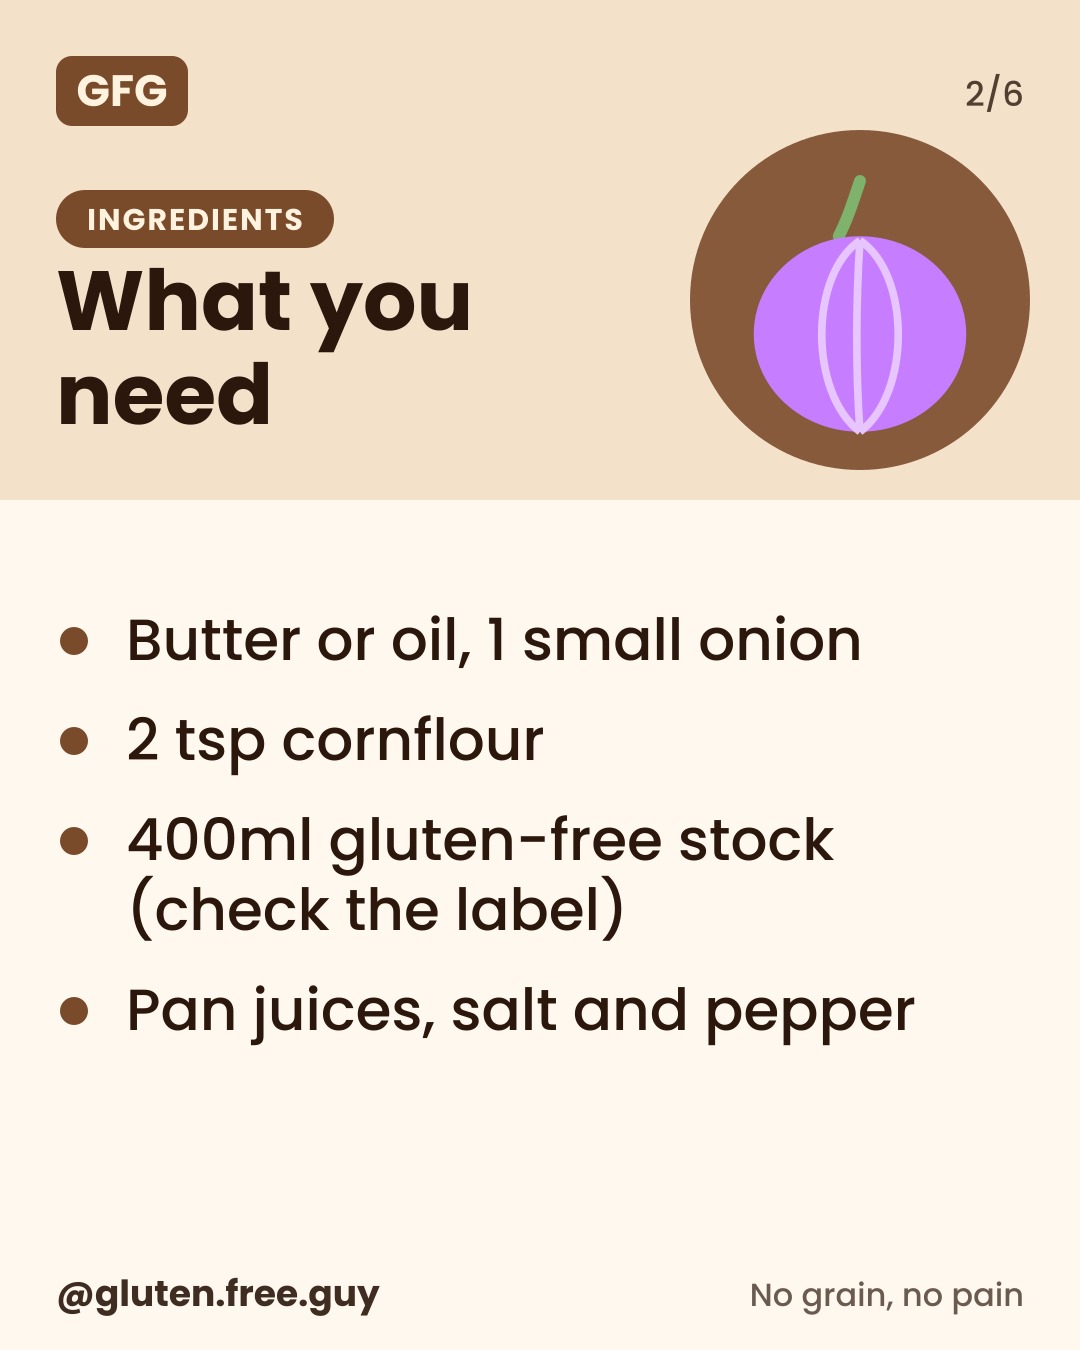 GFG
2/6
INGREDIENTS
What you
need
Butter or oil, 1 small onion
2 tsp cornflour
400ml gluten-free stock
(check the label)
Pan juices, salt and pepper
@gluten.free.guy
No grain, no pain